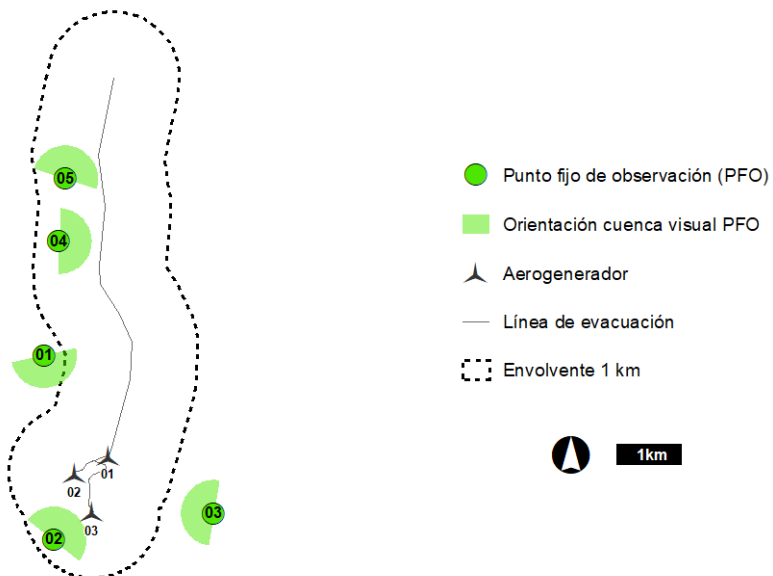 05
04
01
01
02
03
02
03
Punto fijo de observación (PFO)
Orientación cuenca visual PFO
Aerogenerador
Línea de evacuación
Envolvente 1 km
1km